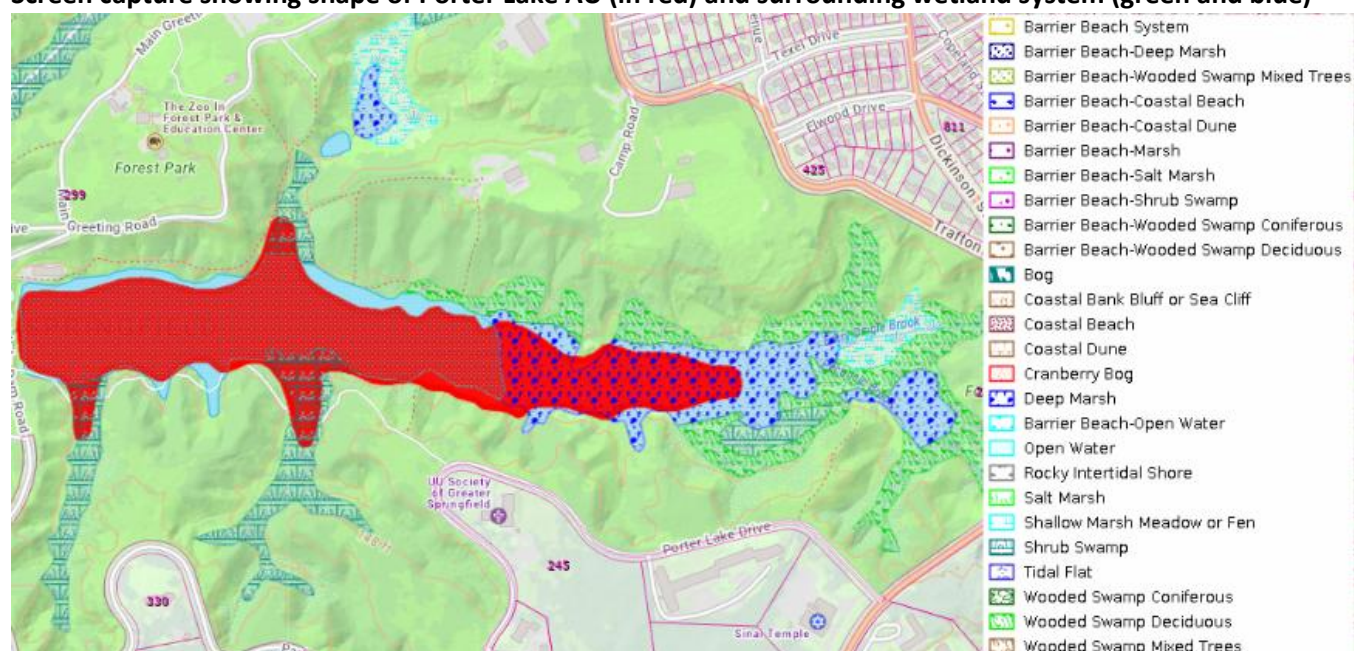 Screen capture showing shape of Porter Lake AU (in red) and surrounding wetland system (green and blue)
Main Greeting
The Zoo In
Forest Park &
Education Center
Forest Park
299
Main
Greeting Road
Camp Road
Texel Drive
Elwood Drive
Copeland
Dickinson
Trafton
811
425
Brook
UU Society
of Greater
Springfield
Porter Lake Drive
245
330
Sinai Temple
Barrier Beach System
Barrier Beach-Deep Marsh
Barrier Beach-Wooded Swamp Mixed Trees
Barrier Beach-Coastal Beach
Barrier Beach-Coastal Dune
Barrier Beach-Marsh
Barrier Beach-Salt Marsh
Barrier Beach-Shrub Swamp
Barrier Beach-Wooded Swamp Coniferous
Barrier Beach-Wooded Swamp Deciduous
Bog
Coastal Bank Bluff or Sea Cliff
Coastal Beach
Coastal Dune
Cranberry Bog
Deep Marsh
Barrier Beach-Open Water
Open Water
Rocky Intertidal Shore
Salt Marsh
Shallow Marsh Meadow or Fen
Shrub Swamp
Tidal Flat
Wooded Swamp Coniferous
Wooded Swamp Deciduous
Wooded Swamp Mixed Trees